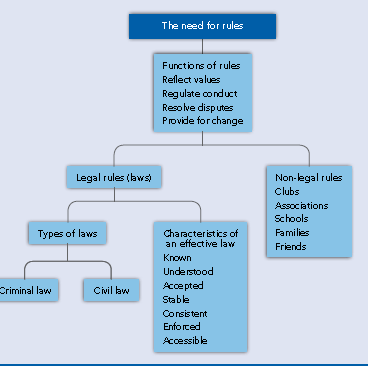 The need for rules
Functions of rules
Reflect values
Regulate conduct
Resolve disputes
Provide for change
Legal rules (laws)
Non-legal rules
Clubs
Associations
Schools
Families
Friends
Types of laws
Characteristics of
an effective law
Known
Understood
Accepted
Stable
Consistent
Enforced
Accessible
Criminal law
Civil law